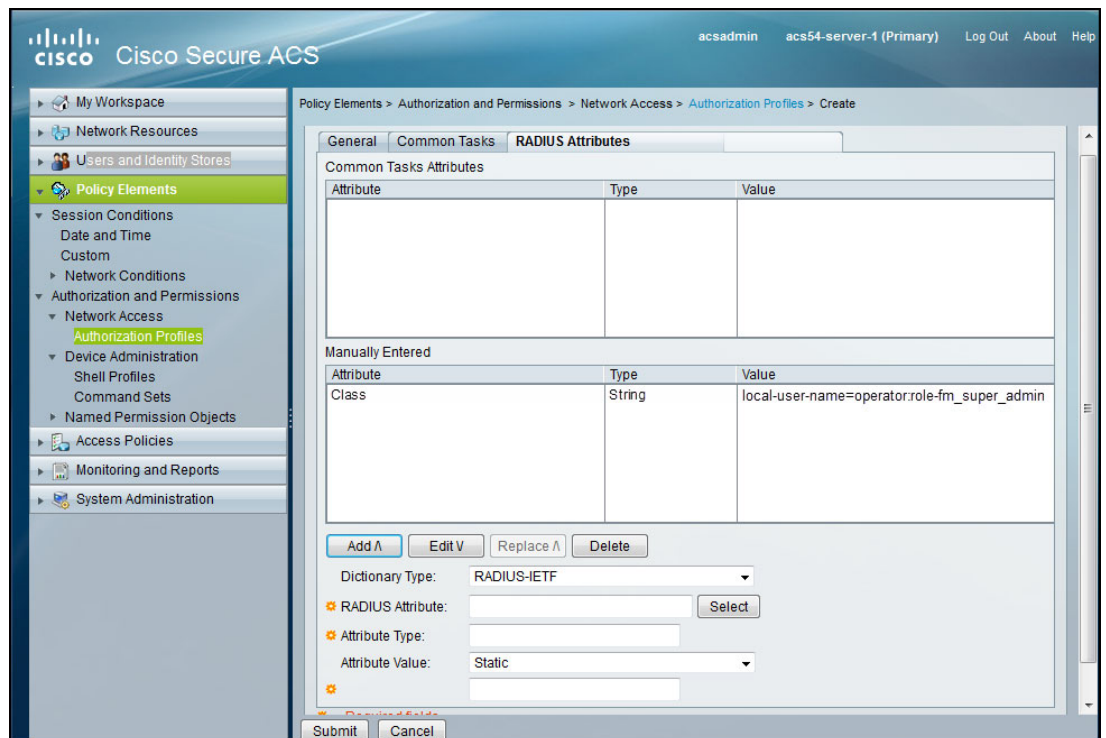 cisco Cisco Secure ACS
acsadmin acs54-server-1 (Primary) Log Out About Help
My Workspace
Network Resources
Users and Identity Stores
Policy Elements
Session Conditions
Date and Time
Custom
Network Conditions
Authorization and Permissions
Network Access
Authorization Profiles
Device Administration
Shell Profiles
Command Sets
Named Permission Objects
Access Policies
Monitoring and Reports
System Administration
Policy Elements > Authorization and Permissions > Network Access > Authorization Profiles > Create
General Common Tasks RADIUS Attributes
Common Tasks Attributes
Attribute Type Value
Manually Entered
Attribute Type Value
Class String local-user-name=operator:role-fm_super_admin
Add Λ Edit V Replace Λ Delete
Dictionary Type: RADIUS-IETF
RADIUS Attribute: Select
Attribute Type:
Attribute Value: Static
Required fields
Submit Cancel